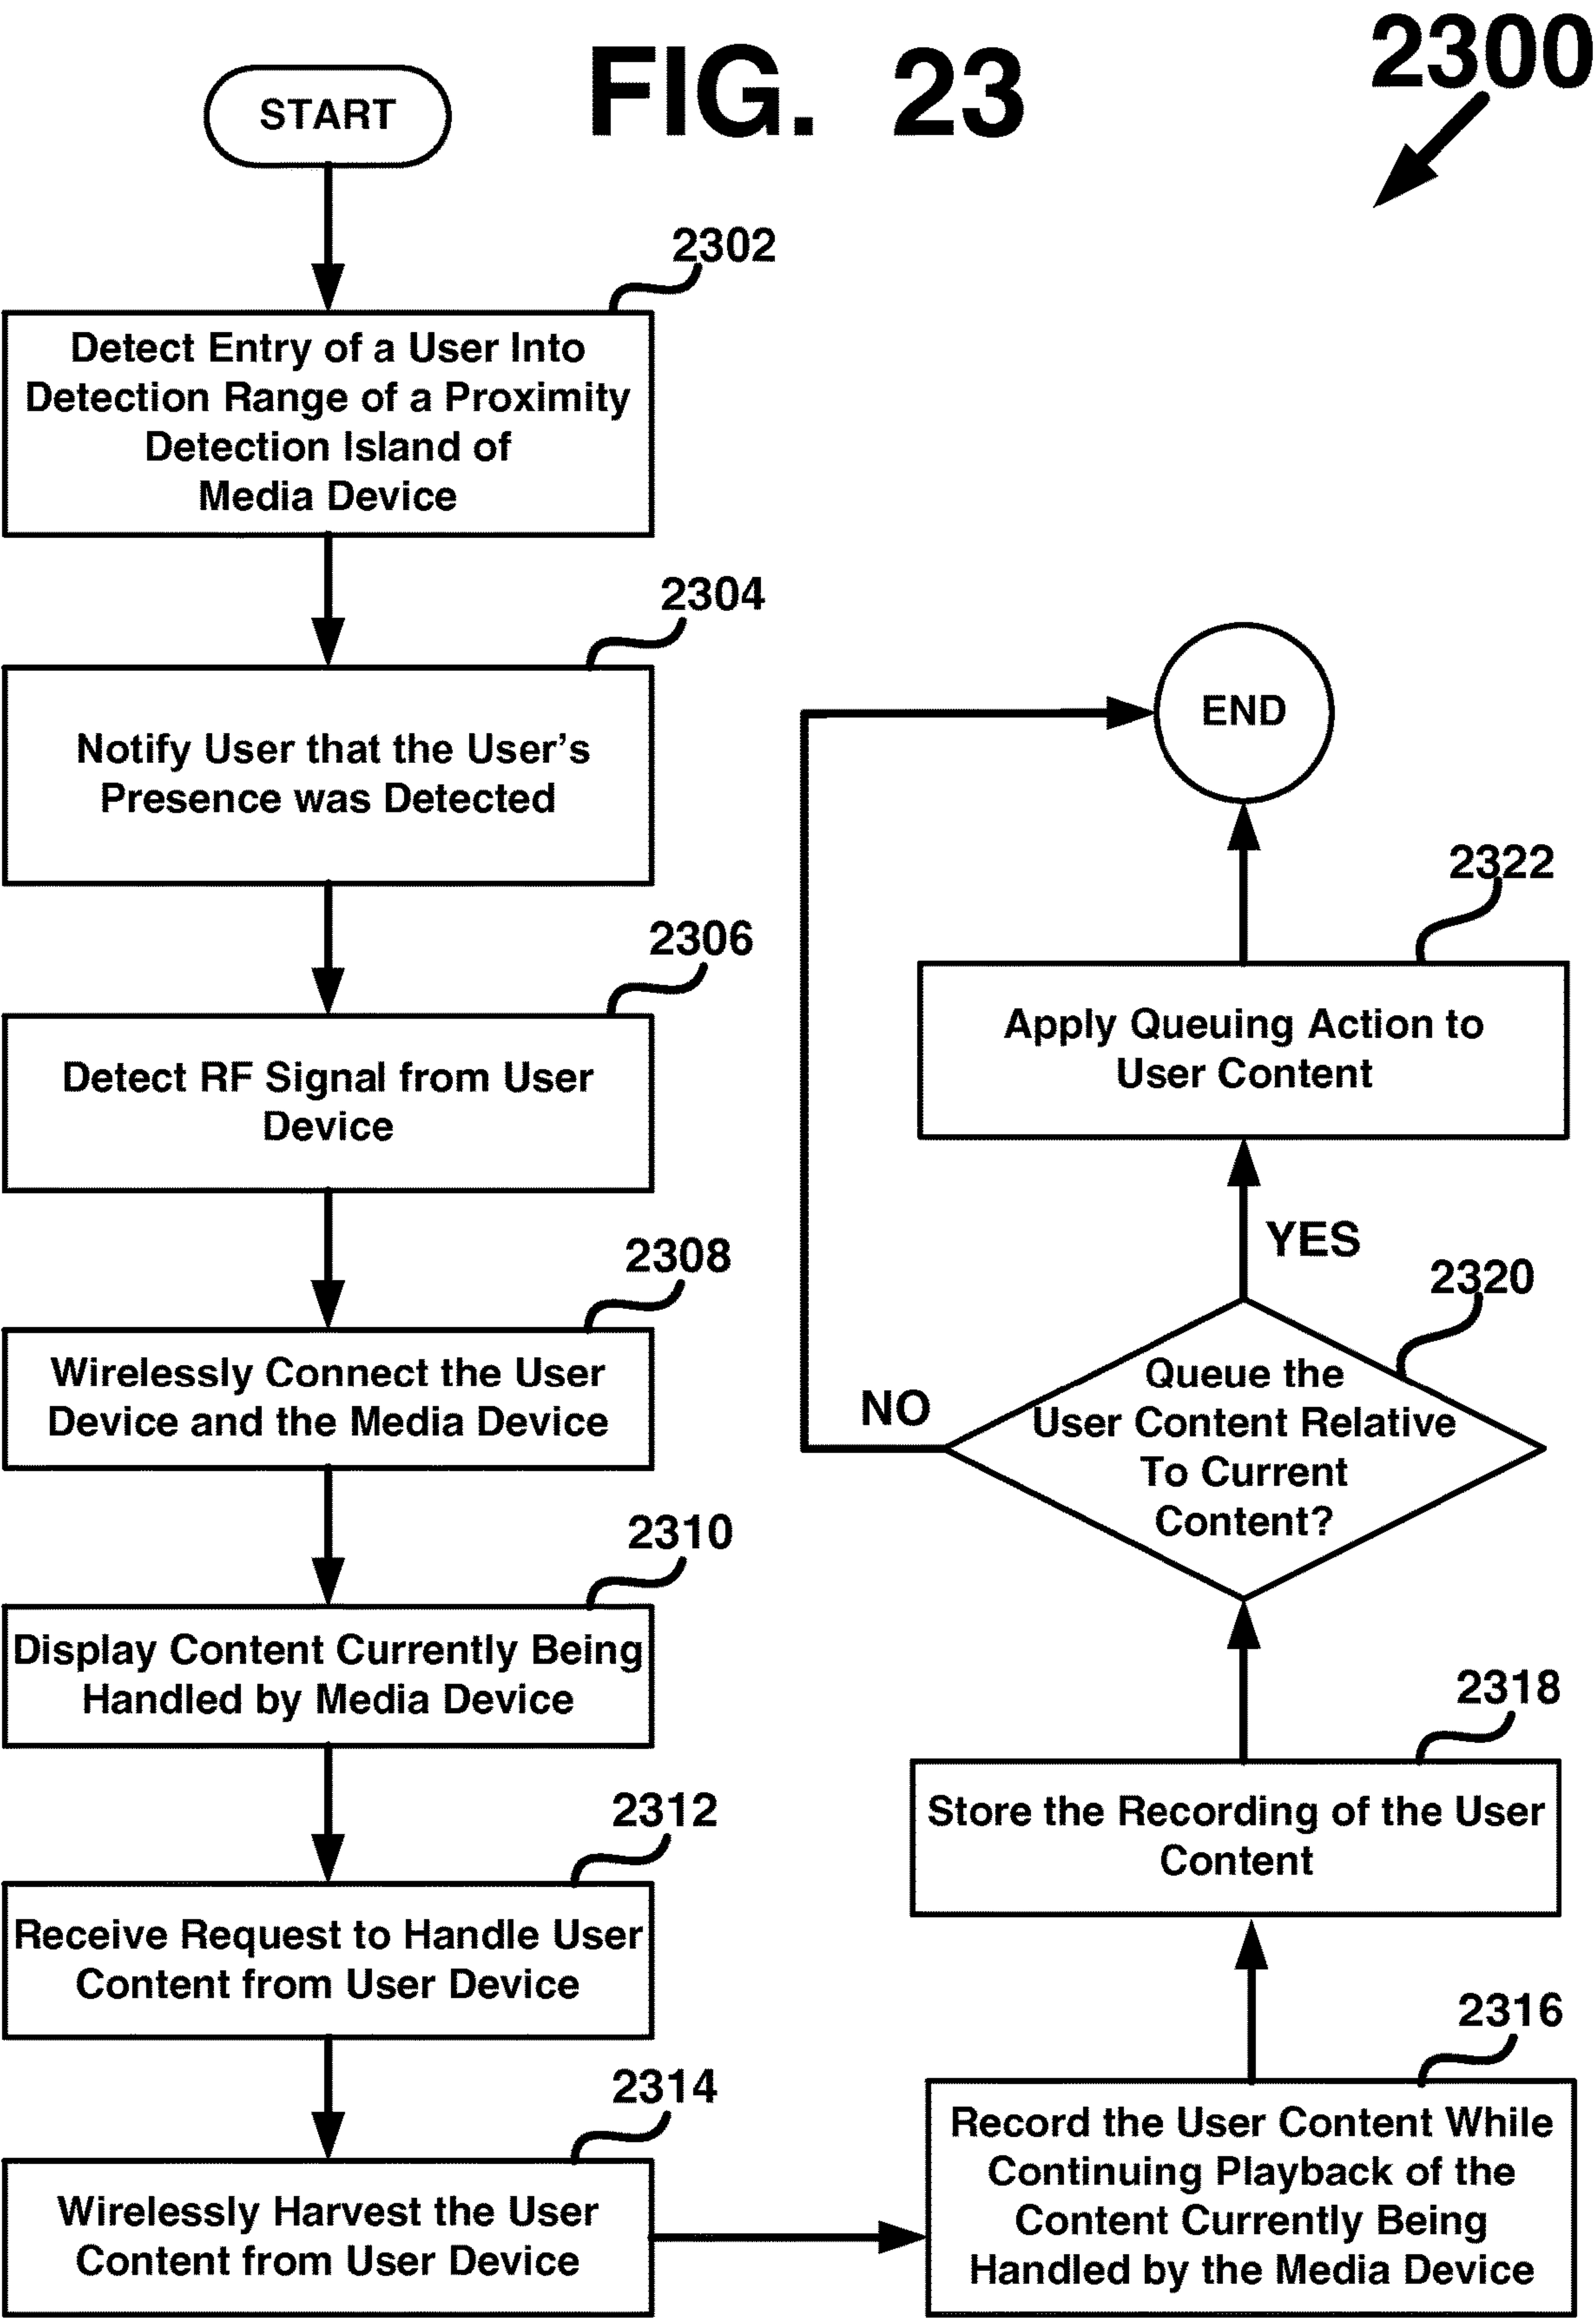 FIG. 23
2300
START
2302
Detect Entry of a User Into
Detection Range of a Proximity
Detection Island of
Media Device
2304
Notify User that the User's
Presence was Detected
2306
Detect RF Signal from User
Device
2308
Wirelessly Connect the User
Device and the Media Device
2310
Display Content Currently Being
Handled by Media Device
2312
Receive Request to Handle User
Content from User Device
2314
Wirelessly Harvest the User
Content from User Device
2316
Record the User Content While
Continuing Playback of the
Content Currently Being
Handled by the Media Device
2318
Store the Recording of the User
Content
2320
Queue the
User Content Relative
To Current
Content?
NO
YES
2322
Apply Queuing Action to
User Content
END